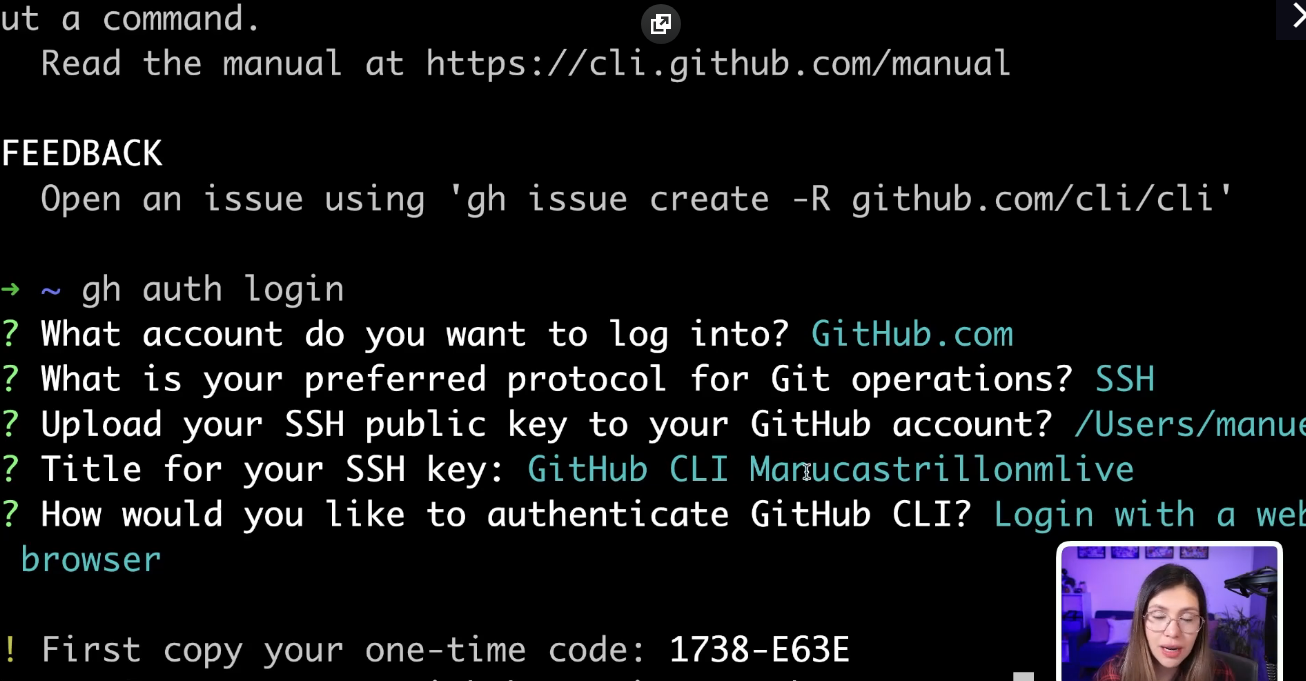 ut a command.
Read the manual at https://cli.github.com/manual
FEEDBACK
Open an issue using 'gh issue create -R github.com/cli/cli'
→ ~ gh auth login
? What account do you want to log into? GitHub.com
? What is your preferred protocol for Git operations? SSH
? Upload your SSH public key to your GitHub account? /Users/manue
? Title for your SSH key: GitHub CLI Manucastrillonmlive
? How would you like to authenticate GitHub CLI? Login with a web
browser
! First copy your one-time code: 1738-E63E